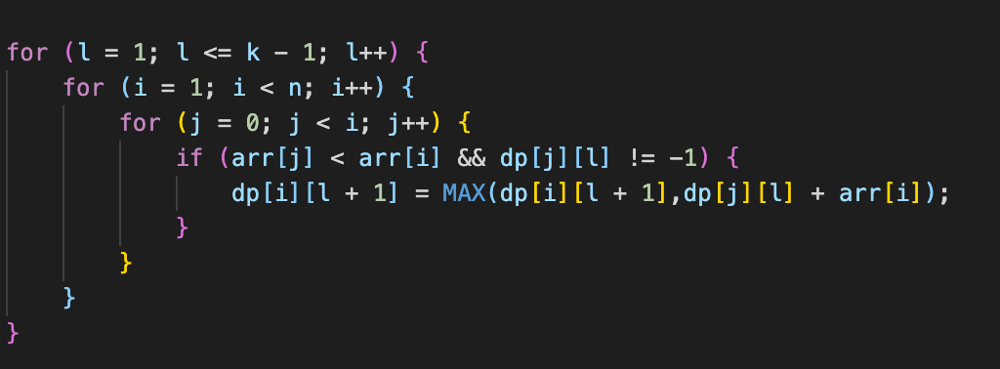 for (l = 1; l <= k - 1; l++) {
    for (i = 1; i < n; i++) {
        for (j = 0; j < i; j++) {
            if (arr[j] < arr[i] && dp[j][l] != -1) {
                dp[i][l + 1] = MAX(dp[i][l + 1],dp[j][l] + arr[i]);
            }
        }
    }
}